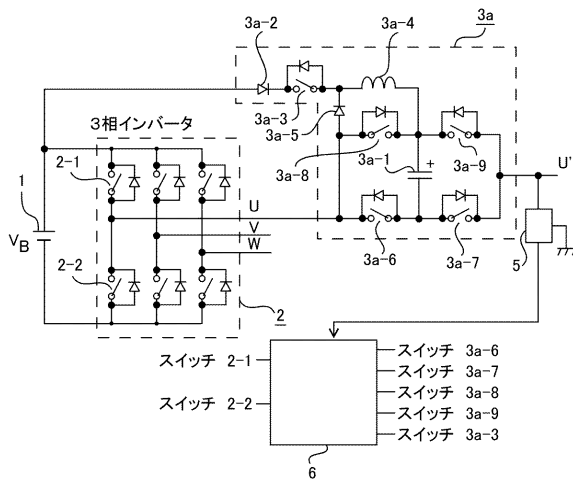 3a-2
3a-4
3a
3a-3
3a-5
3相インバータ
3a-8
3a-1
+
3a-9
U'
2-1
1
U
V
W
VB
3a-6
3a-7
5
2-2
2
スイッチ 2-1
スイッチ 2-2
スイッチ 3a-6
スイッチ 3a-7
スイッチ 3a-8
スイッチ 3a-9
スイッチ 3a-3
6